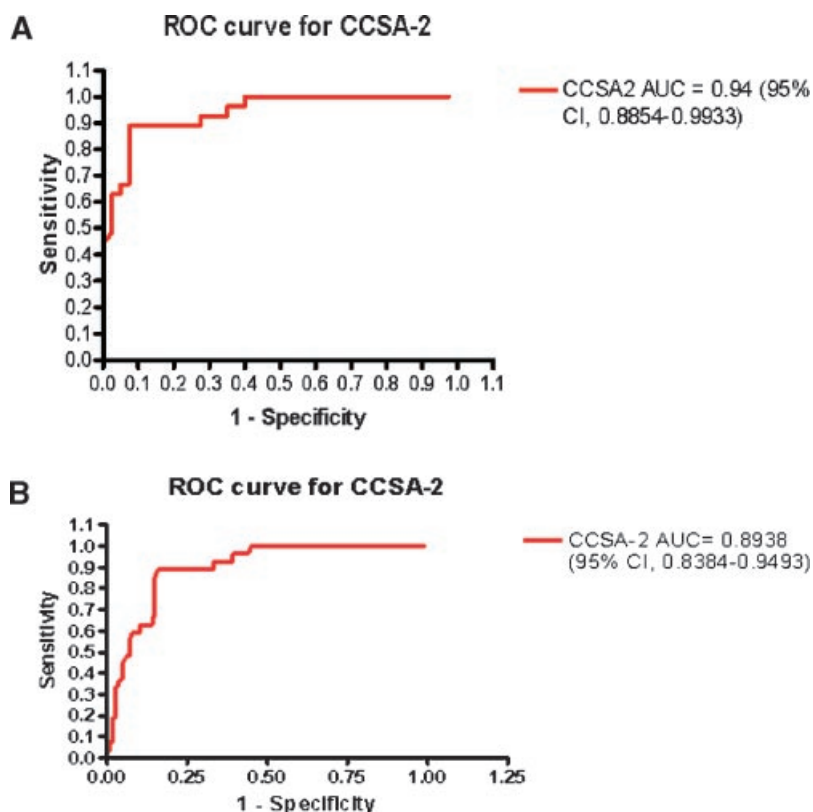 A
ROC curve for CCSA-2
1.1
1.0
0.9
0.8
0.7
0.6
0.5
0.4
0.3
0.2
0.1
0.0
Sensitivity
0.0 0.1 0.2 0.3 0.4 0.5 0.6 0.7 0.8 0.9 1.0 1.1
1 - Specificity
CCSA2 AUC = 0.94 (95%
CI, 0.8854-0.9933)
B
ROC curve for CCSA-2
1.1
1.0
0.9
0.8
0.7
0.6
0.5
0.4
0.3
0.2
0.1
0.0
Sensitivity
0.00 0.25 0.50 0.75 1.00 1.25
1 - Specificity
CCSA-2 AUC= 0.8938
(95% CI, 0.8384-0.9493)